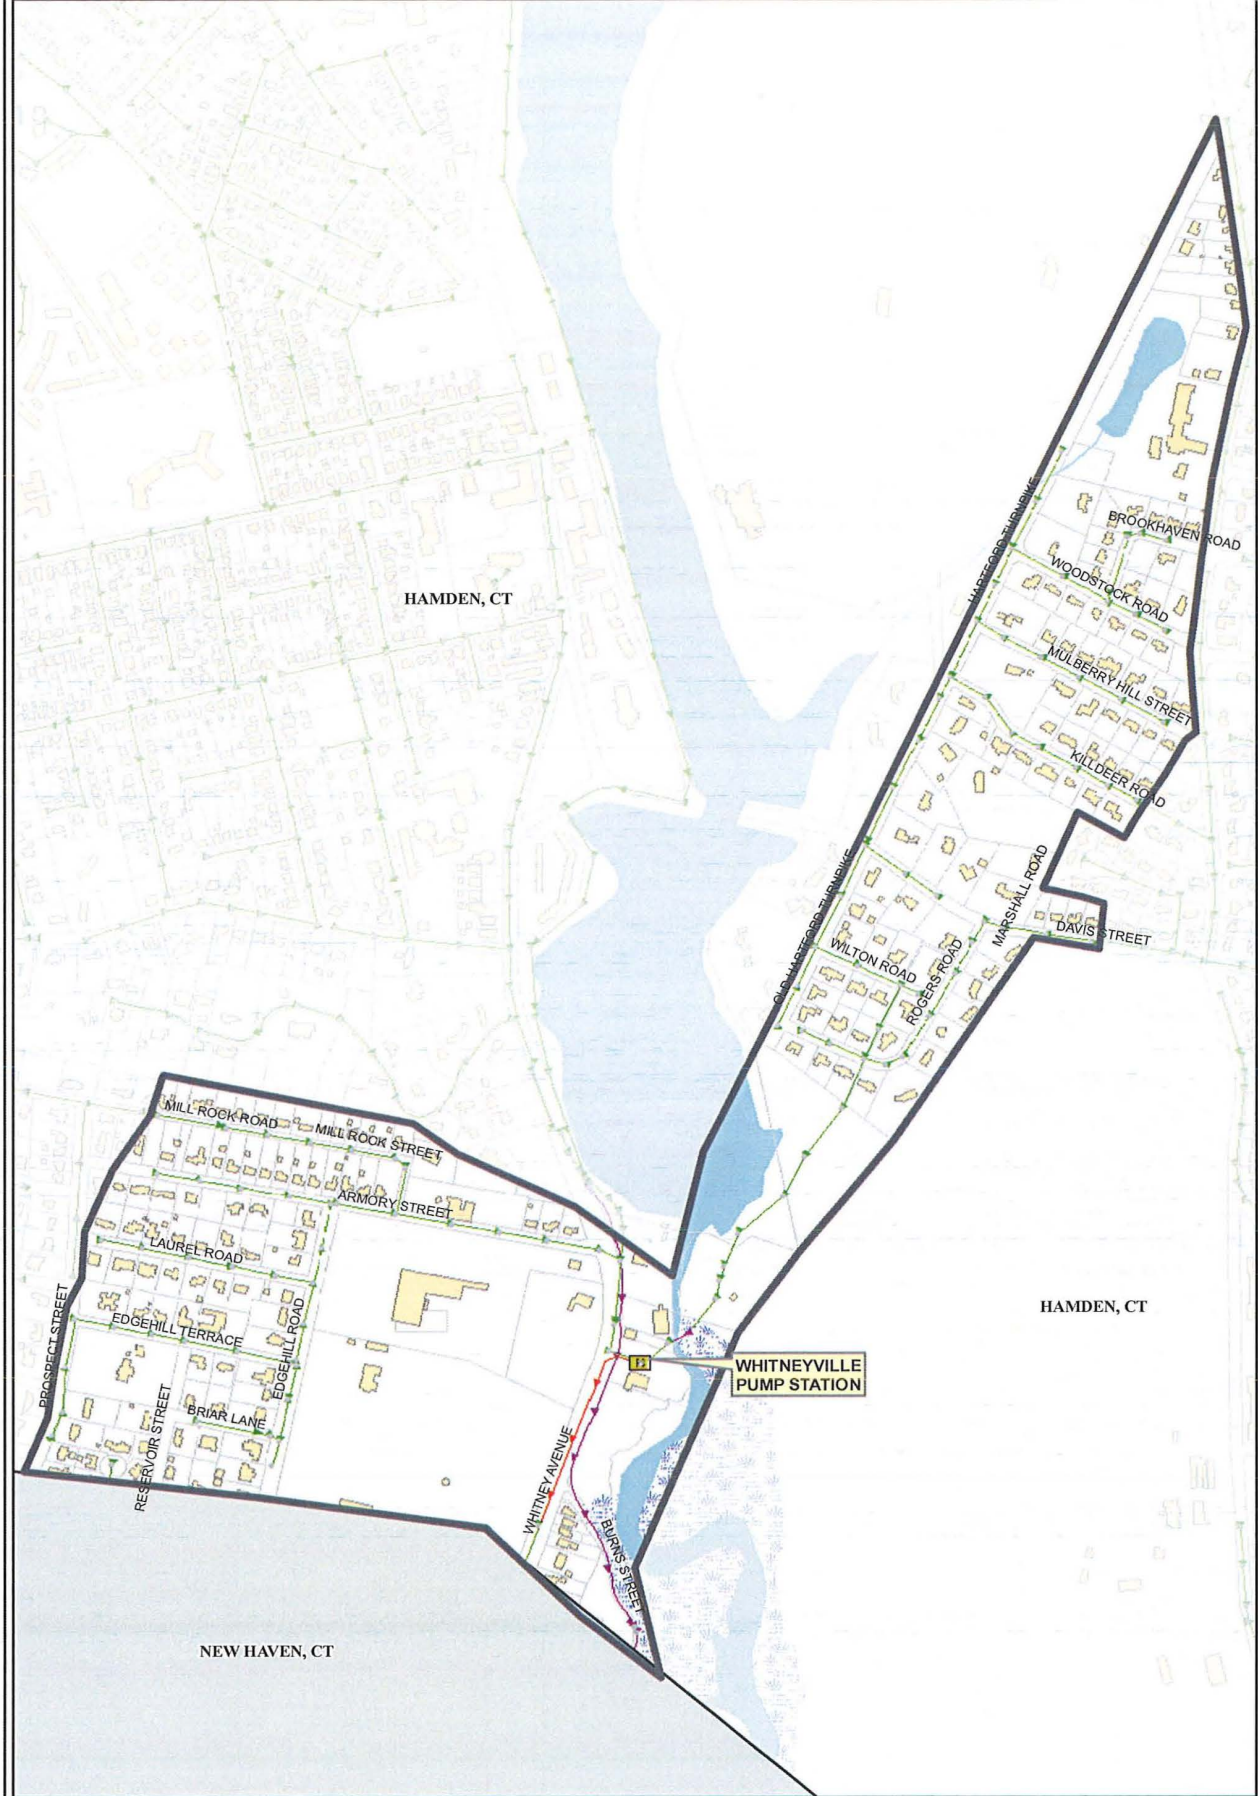 HAMDEN, CT
HARTFORD TURNPIKE
BROOKHAVEN ROAD
WOODSTOCK ROAD
MULBERRY HILL STREET
KILLDEER ROAD
OLD HARTFORD TURNPIKE
MARSHALL ROAD
DAVIS STREET
WILTON ROAD
ROGERS ROAD
MILL ROCK ROAD
MILL ROCK STREET
ARMORY STREET
LAUREL ROAD
EDGEHILL TERRACE
EDGEHILL ROAD
PROSPECT STREET
RESERVOIR STREET
BRIAR LANE
HAMDEN, CT
WHITNEYVILLE
PUMP STATION
WHITNEY AVENUE
BURNS STREET
NEW HAVEN, CT